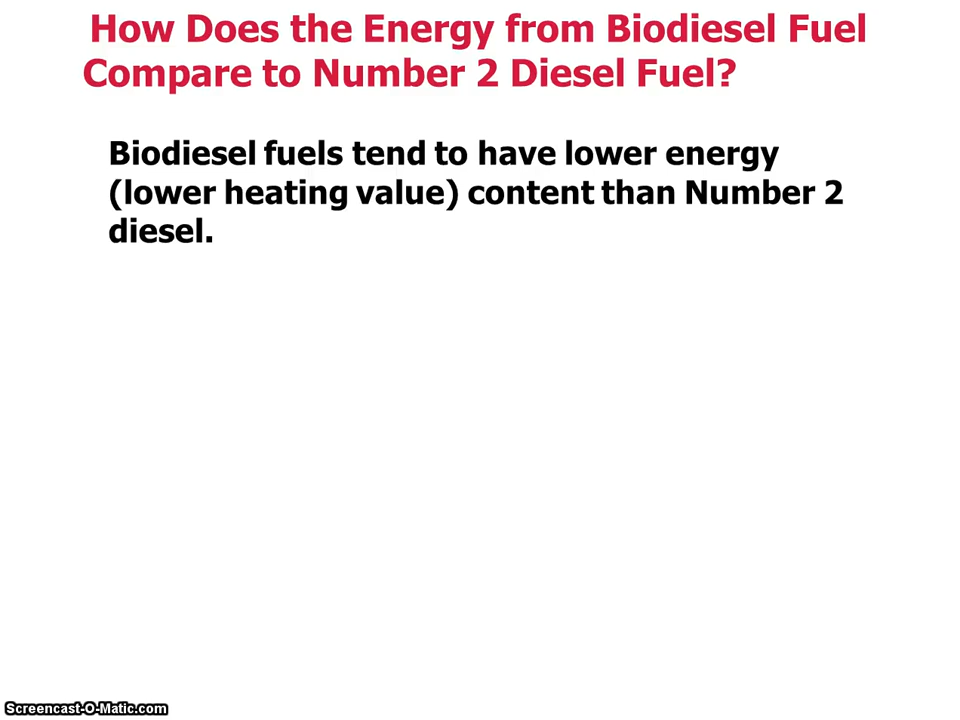 How Does the Energy from Biodiesel Fuel
Compare to Number 2 Diesel Fuel?
Biodiesel fuels tend to have lower energy
(lower heating value) content than Number 2
diesel.
Screencast-O-Matic.com